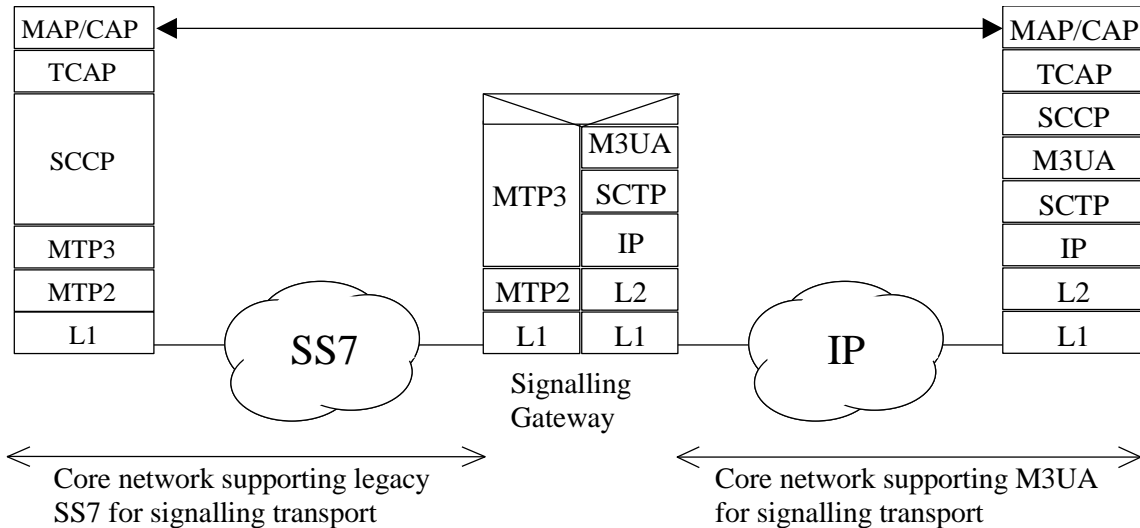 MAP/CAP
TCAP
SCCP
MTP3
MTP2
L1
SS7
MTP3
MTP2
L1
M3UA
SCTP
IP
L2
L1
Signalling
Gateway
IP
MAP/CAP
TCAP
SCCP
M3UA
SCTP
IP
L2
L1
Core network supporting legacy
SS7 for signalling transport
Core network supporting M3UA
for signalling transport